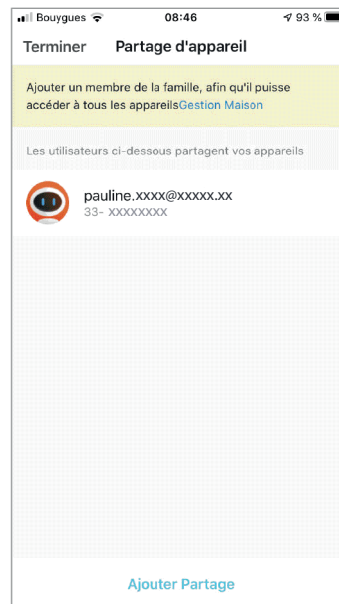 Bouygues 08:46 93 %
Terminer Partage d'appareil
Ajouter un membre de la famille, afin qu'il puisse
accéder à tous les appareilsGestion Maison
Les utilisateurs ci-dessous partagent vos appareils
pauline.xxxx@xxxxx.xx
33- xxxxxxxx
Ajouter Partage